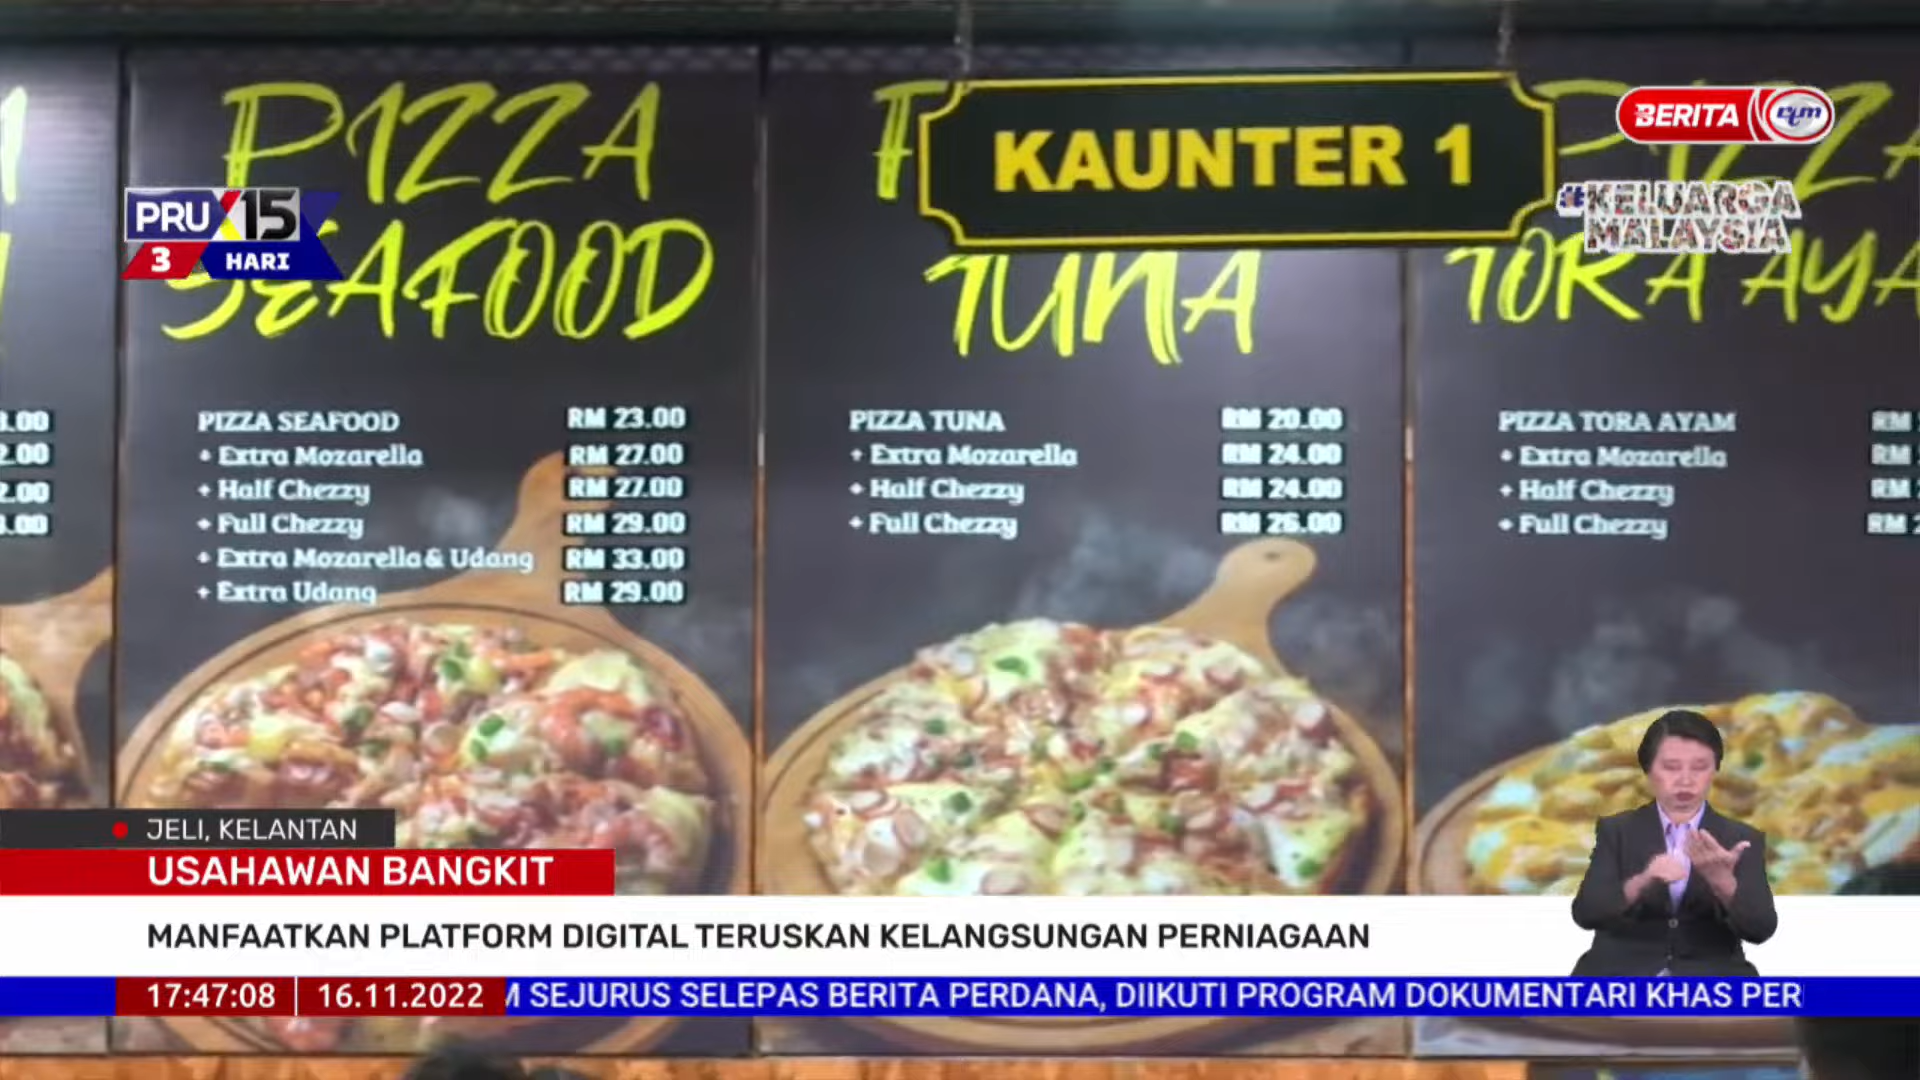 PIZZA
SEAFOOD
PIZZA SEAFOOD RM 23.00
+ Extra Mozarella RM 27.00
+ Half Chezzy RM 27.00
+ Full Chezzy RM 29.00
+ Extra Mozarella & Udang RM 33.00
+ Extra Udang RM 29.00
KAUNTER 1
TUNA
PIZZA TUNA RM 20.00
+ Extra Mozarella RM 24.00
+ Half Chezzy RM 24.00
+ Full Chezzy RM 26.00
TORA AYA
PIZZA TORA AYAM RM
+ Extra Mozarella RM
+ Half Chezzy RM
+ Full Chezzy RM
BERITA rtm
#KELUARGA
MALAYSIA
PRU 15
3 HARI
JELI, KELANTAN
USAHAWAN BANGKIT
MANFAATKAN PLATFORM DIGITAL TERUSKAN KELANGSUNGAN PERNIAGAAN
17:47:08 16.11.2022 M SEJURUS SELEPAS BERITA PERDANA, DIIKUTI PROGRAM DOKUMENTARI KHAS PER